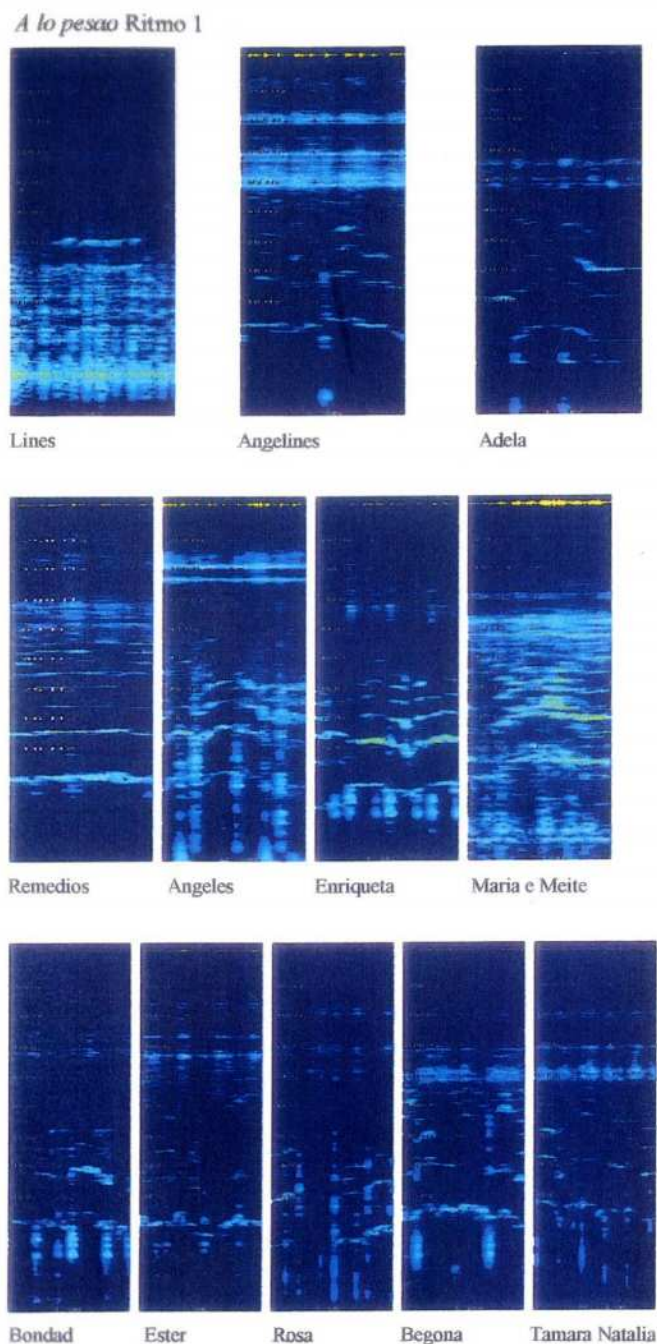 A lo pesao Ritmo 1
Lines Angelines Adela
Remedios Angeles Enriqueta Maria e Meite
Bondad Ester Rosa Begona Tamara Natalia